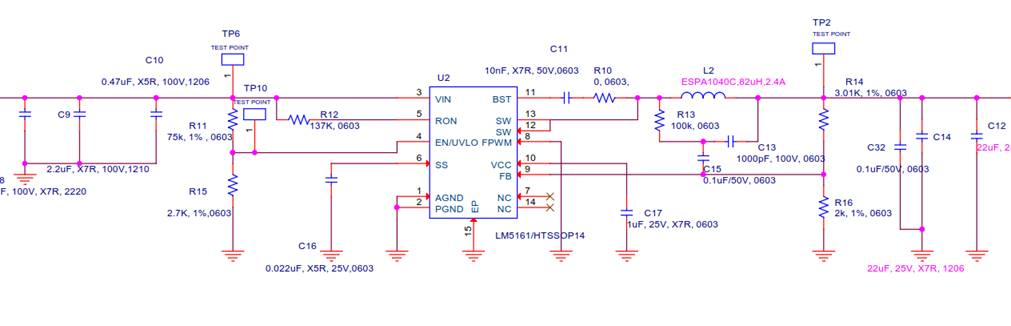 TP6
TEST POINT
1
TP10
TEST POINT
1
C10
0.47uF, X5R, 100V,1206
C9
2.2uF, X7R, 100V,1210
8
F, 100V, X7R, 2220
R11
75k, 1% , 0603
R15
2.7K, 1%,0603
R12
137K, 0603
C16
0.022uF, X5R, 25V,0603
U2
3 VIN
5 RON
4 EN/UVLO
6 SS
1 AGND
2 PGND
EP
15
BST 11
SW 13
SW 12
FPWM 8
VCC 10
FB 9
NC 7
NC 14
LM5161/HTSSOP14
C11
10nF, X7R, 50V,0603
R10
0, 0603,
L2
ESPA1040C,82uH,2.4A
R13
100k, 0603
C13
1000pF, 100V, 0603
C15
0.1uF/50V, 0603
C17
1uF, 25V, X7R, 0603
TP2
TEST POINT
1
R14
3.01K, 1%, 0603
R16
2k, 1%, 0603
C32
0.1uF/50V, 0603
C14
22uF, 25V, X7R, 1206
C12
22uF, 2